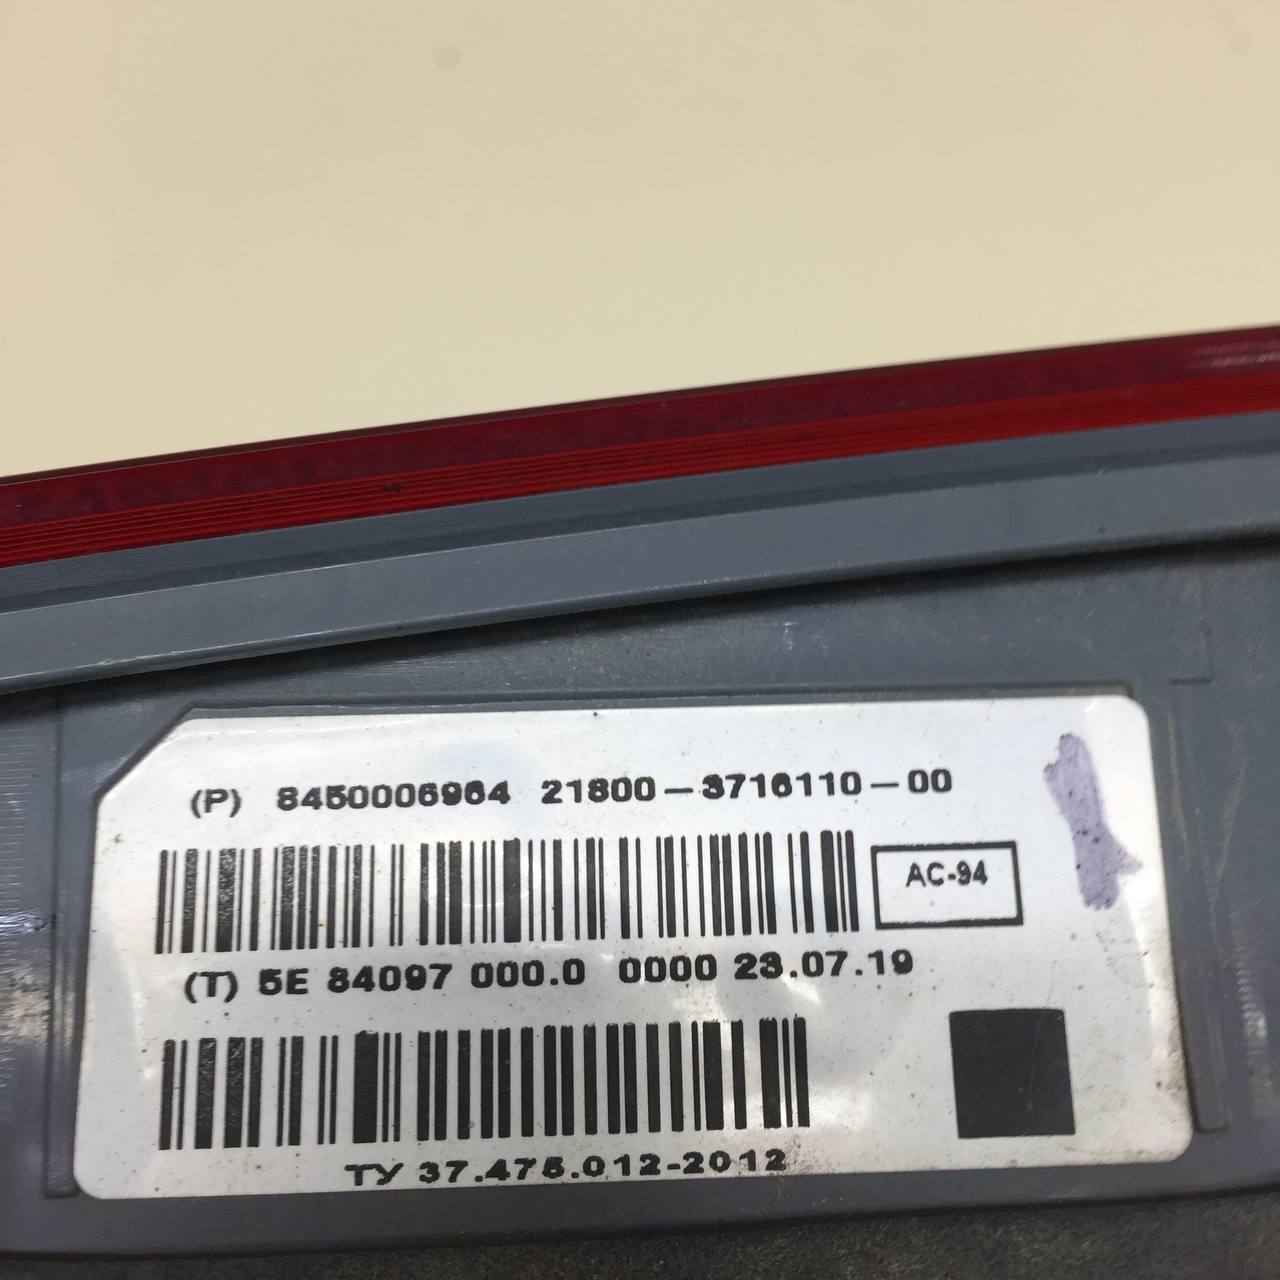 (P) 8450006964 21800-3716110-00
AC-94
(T) 5E 84097 000.0 0000 23.07.19
ТУ 37.475.012-2012